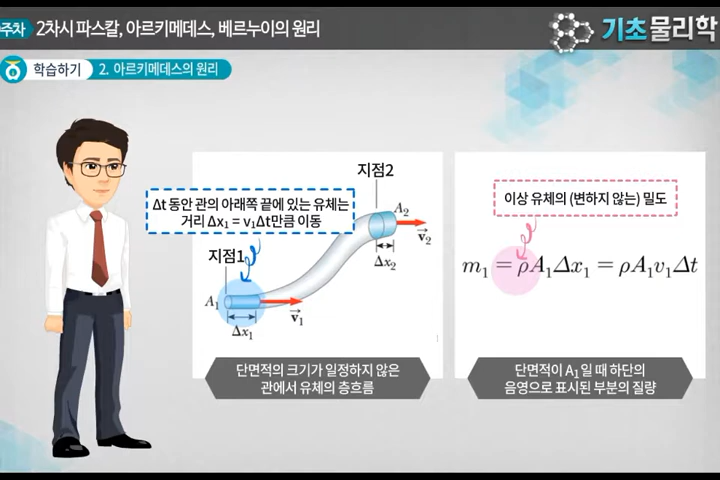 주차 2차시 파스칼, 아르키메데스, 베르누이의 원리
기초물리학
학습하기 2. 아르키메데스의 원리
지점2
Δt 동안 관의 아래쪽 끝에 있는 유체는
거리 Δx₁ = v₁Δt만큼 이동
A₂
v⃗₂
Δx₂
지점1
A₁
v⃗₁
Δx₁
단면적의 크기가 일정하지 않은
관에서 유체의 층흐름
이상 유체의 (변하지 않는) 밀도
m₁ = ρA₁Δx₁ = ρA₁v₁Δt
단면적이 A₁일 때 하단의
음영으로 표시된 부분의 질량